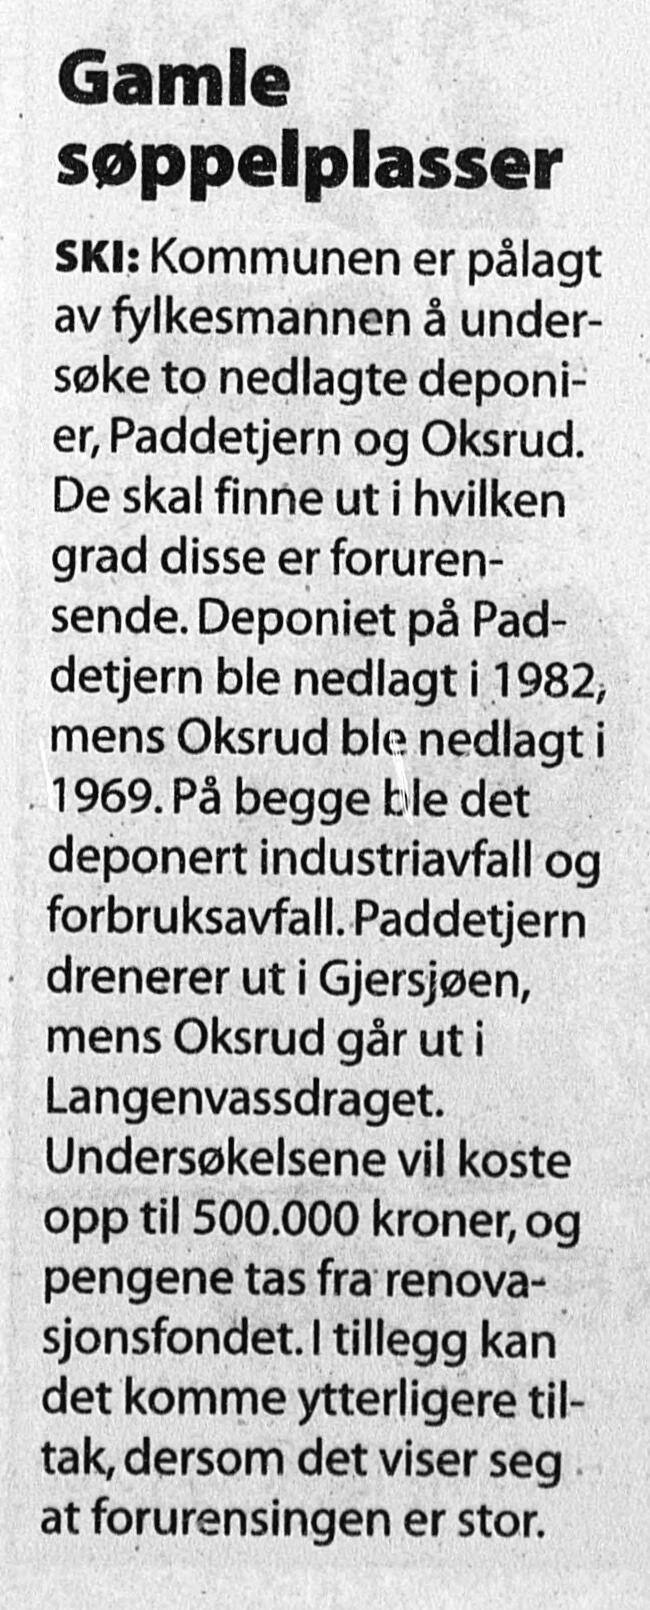 Gamle
søppelplasser
SKI: Kommunen er pålagt
av fylkesmannen å under-
søke to nedlagte deponi-
er, Paddetjern og Oksrud.
De skal finne ut i hvilken
grad disse er foruren-
sende. Deponiet på Pad-
detjern ble nedlagt i 1982,
mens Oksrud ble nedlagt i
1969. På begge ble det
deponert industriavfall og
forbruksavfall. Paddetjern
drenerer ut i Gjersjøen,
mens Oksrud går ut i
Langenvassdraget.
Undersøkelsene vil koste
opp til 500.000 kroner, og
pengene tas fra renova-
sjonsfondet. I tillegg kan
det komme ytterligere til-
tak, dersom det viser seg
at forurensingen er stor.